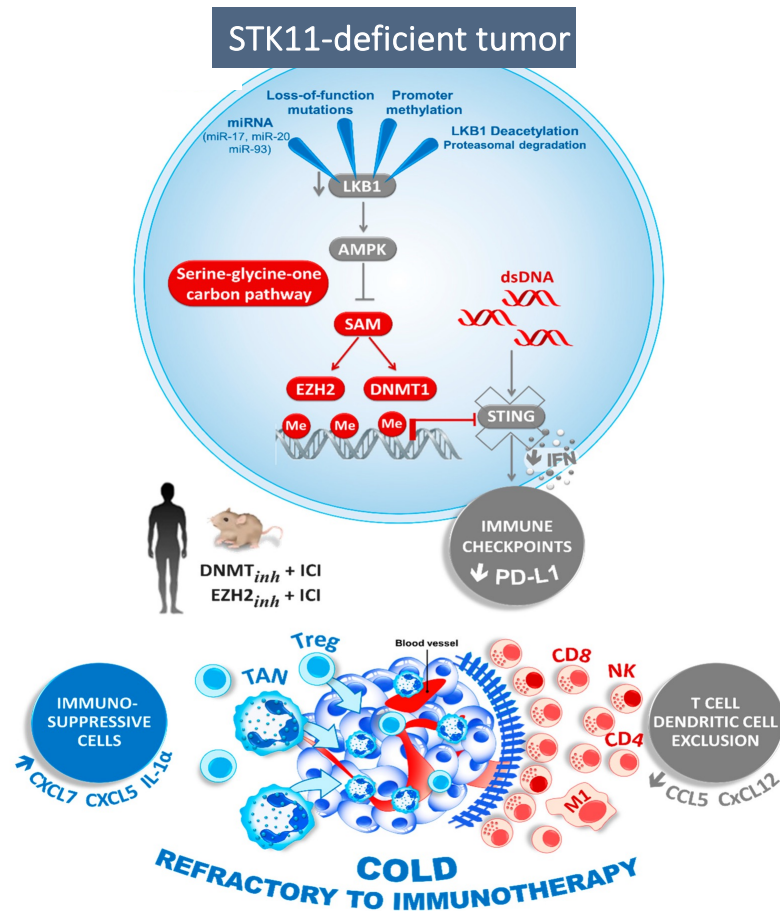 STK11-deficient tumor
Loss-of-function
mutations
Promoter
methylation
miRNA
(miR-17, miR-20
miR-93)
LKB1 Deacetylation
Proteasomal degradation
LKB1
AMPK
Serine-glycine-one
carbon pathway
dsDNA
SAM
EZH2
DNMT1
STING
Me
Me
Me
IFN
IMMUNE
CHECKPOINTS
PD-L1
DNMTinh + ICI
EZH2inh + ICI
Treg
Blood vessel
TAN
CD8
NK
IMMUNO-
SUPPRESSIVE
CELLS
CXCL7 CXCL5 IL-1α
T CELL
DENDRITIC CELL
EXCLUSION
CD4
CCL5 CxCL12
M1
COLD
REFRACTORY TO IMMUNOTHERAPY